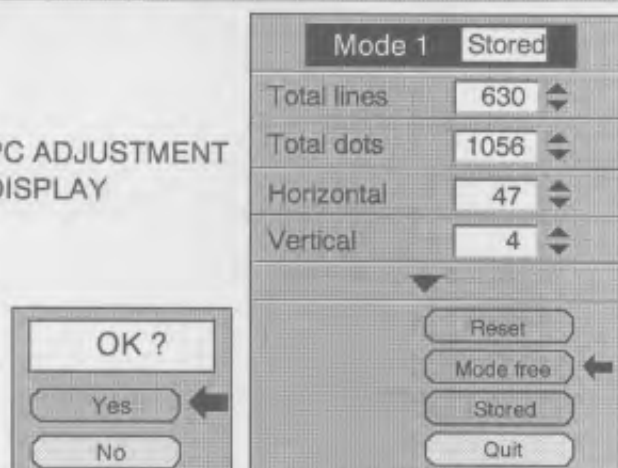 Mode 1 Stored
Total lines 630
PC ADJUSTMENT
Total dots 1056
DISPLAY
Horizontal 47
Vertical 4
OK ?
Yes
No
Reset
Mode free
Stored
Quit